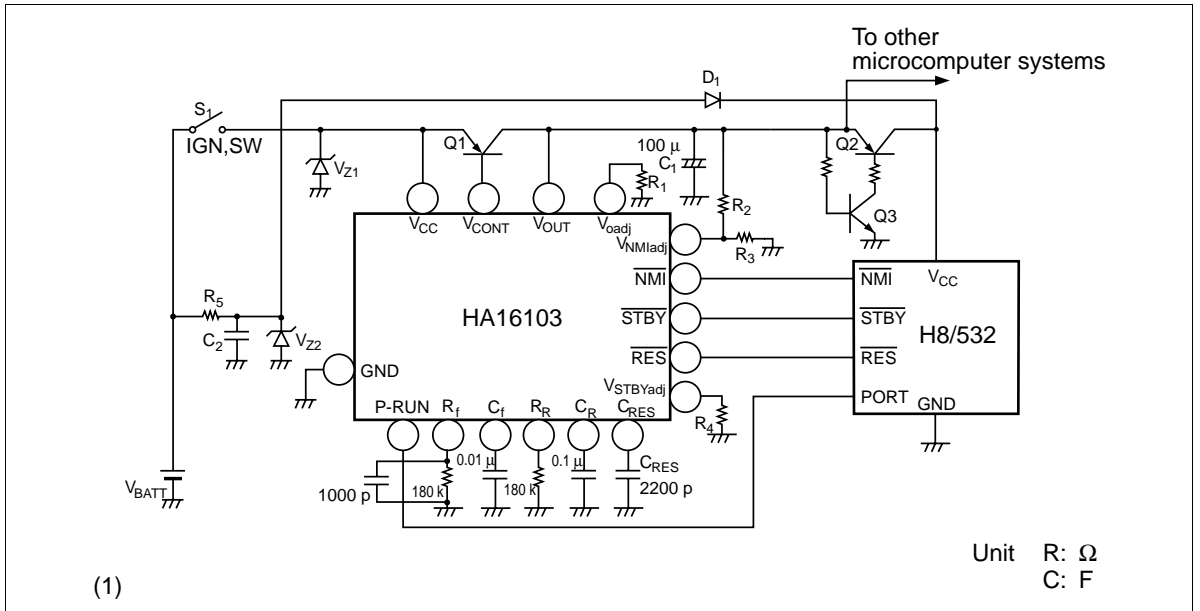 To other
microcomputer systems
D1
S1
IGN,SW
VZ1
Q1
100 μ
C1
R1
R2
Q2
Q3
VCC
VCONT
VOUT
Voadj
VNMIadj
R3
NMI
NMI
VCC
R5
C2
VZ2
HA16103
STBY
STBY
H8/532
RES
RES
GND
VSTBYadj
PORT
GND
P-RUN
Rf
Cf
RR
CR
CRES
R4
0.01 μ
0.1 μ
CRES
1000 p
180 k
180 k
2200 p
VBATT
Unit R: Ω
C: F
(1)